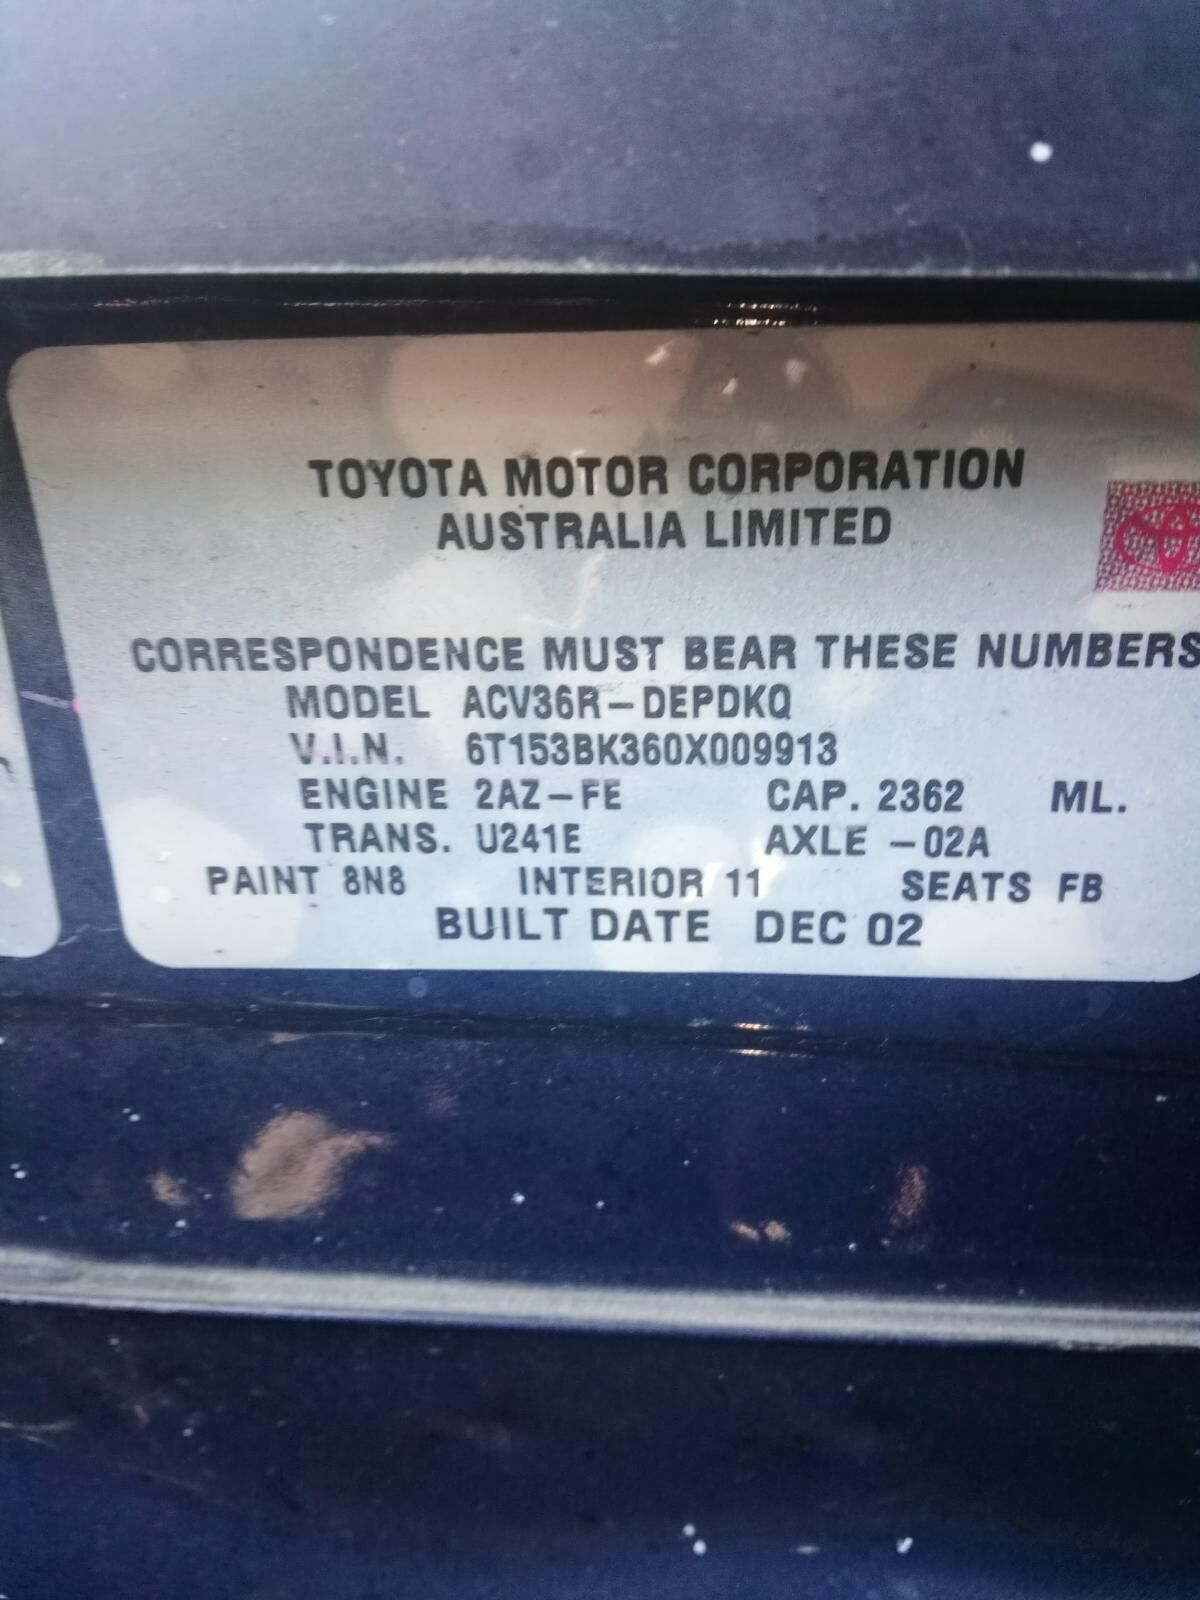 TOYOTA MOTOR CORPORATION
AUSTRALIA LIMITED
CORRESPONDENCE MUST BEAR THESE NUMBERS
MODEL ACV36R-DEPDKQ
V.I.N. 6T153BK360X009913
ENGINE 2AZ-FE CAP. 2362 ML.
TRANS. U241E AXLE -02A
PAINT 8N8 INTERIOR 11 SEATS FB
BUILT DATE DEC 02